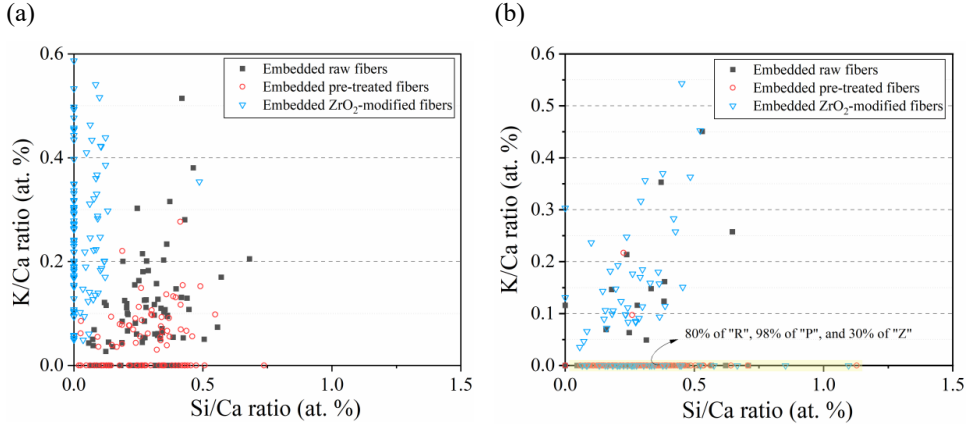 (a)
0.6
0.4
0.2
0.0
0.0
0.5
1.0
1.5
K/Ca ratio (at. %)
Si/Ca ratio (at. %)
Embedded raw fibers
Embedded pre-treated fibers
Embedded ZrO₂-modified fibers
(b)
0.6
0.5
0.4
0.3
0.2
0.1
0.0
0.0
0.5
1.0
1.5
K/Ca ratio (at. %)
Si/Ca ratio (at. %)
Embedded raw fibers
Embedded pre-treated fibers
Embedded ZrO₂-modified fibers
80% of "R", 98% of "P", and 30% of "Z"